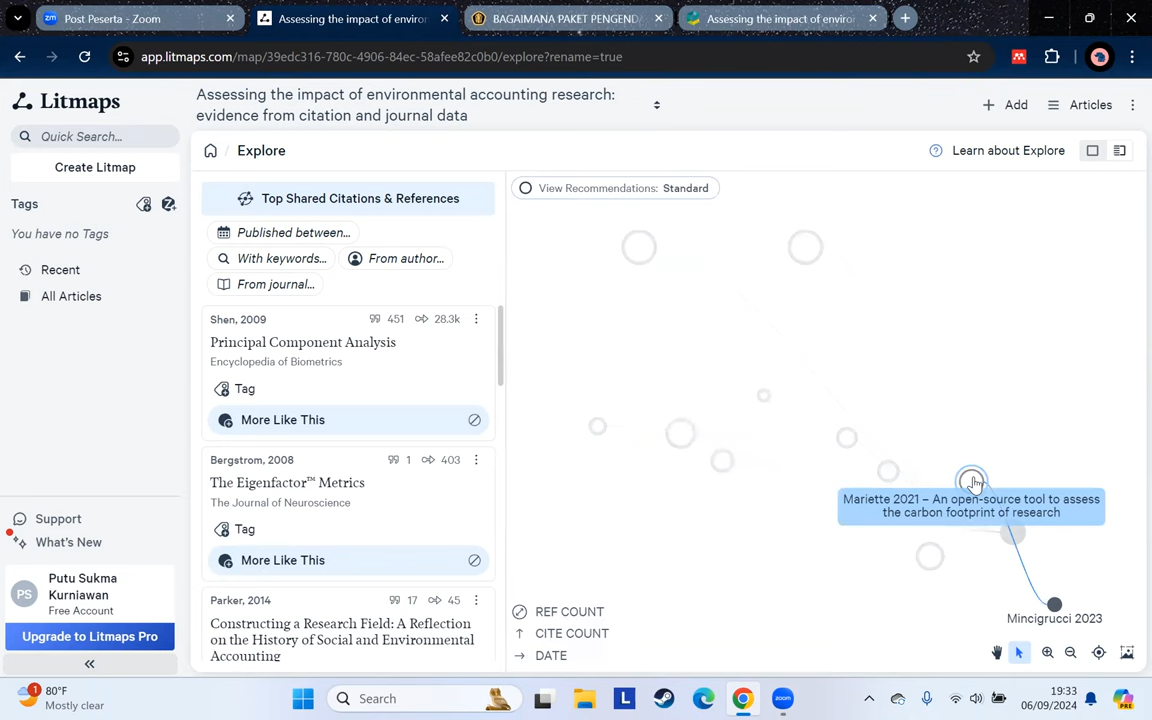 Post Peserta - Zoom
Assessing the impact of enviror
BAGAIMANA PAKET PENGEND
Assessing the impact of enviror
app.litmaps.com/map/39edc316-780c-4906-84ec-58afee82c0b0/explore?rename=true
Litmaps
Quick Search...
Create Litmap
Tags
You have no Tags
Recent
All Articles
Support
What's New
PS
Putu Sukma
Kurniawan
Free Account
Upgrade to Litmaps Pro
Assessing the impact of environmental accounting research:
evidence from citation and journal data
Add
Articles
/ Explore
Learn about Explore
Top Shared Citations & References
Published between...
With keywords...
From author...
From journal...
Shen, 2009
451
28.3k
Principal Component Analysis
Encyclopedia of Biometrics
Tag
More Like This
Bergstrom, 2008
1
403
The Eigenfactor™ Metrics
The Journal of Neuroscience
Tag
More Like This
Parker, 2014
17
45
Constructing a Research Field: A Reflection
on the History of Social and Environmental
Accounting
View Recommendations: Standard
Mariette 2021 – An open-source tool to assess
the carbon footprint of research
Mincigrucci 2023
REF COUNT
CITE COUNT
DATE
1
80°F
Mostly clear
Search
L
zoom
19:33
06/09/2024
PRE